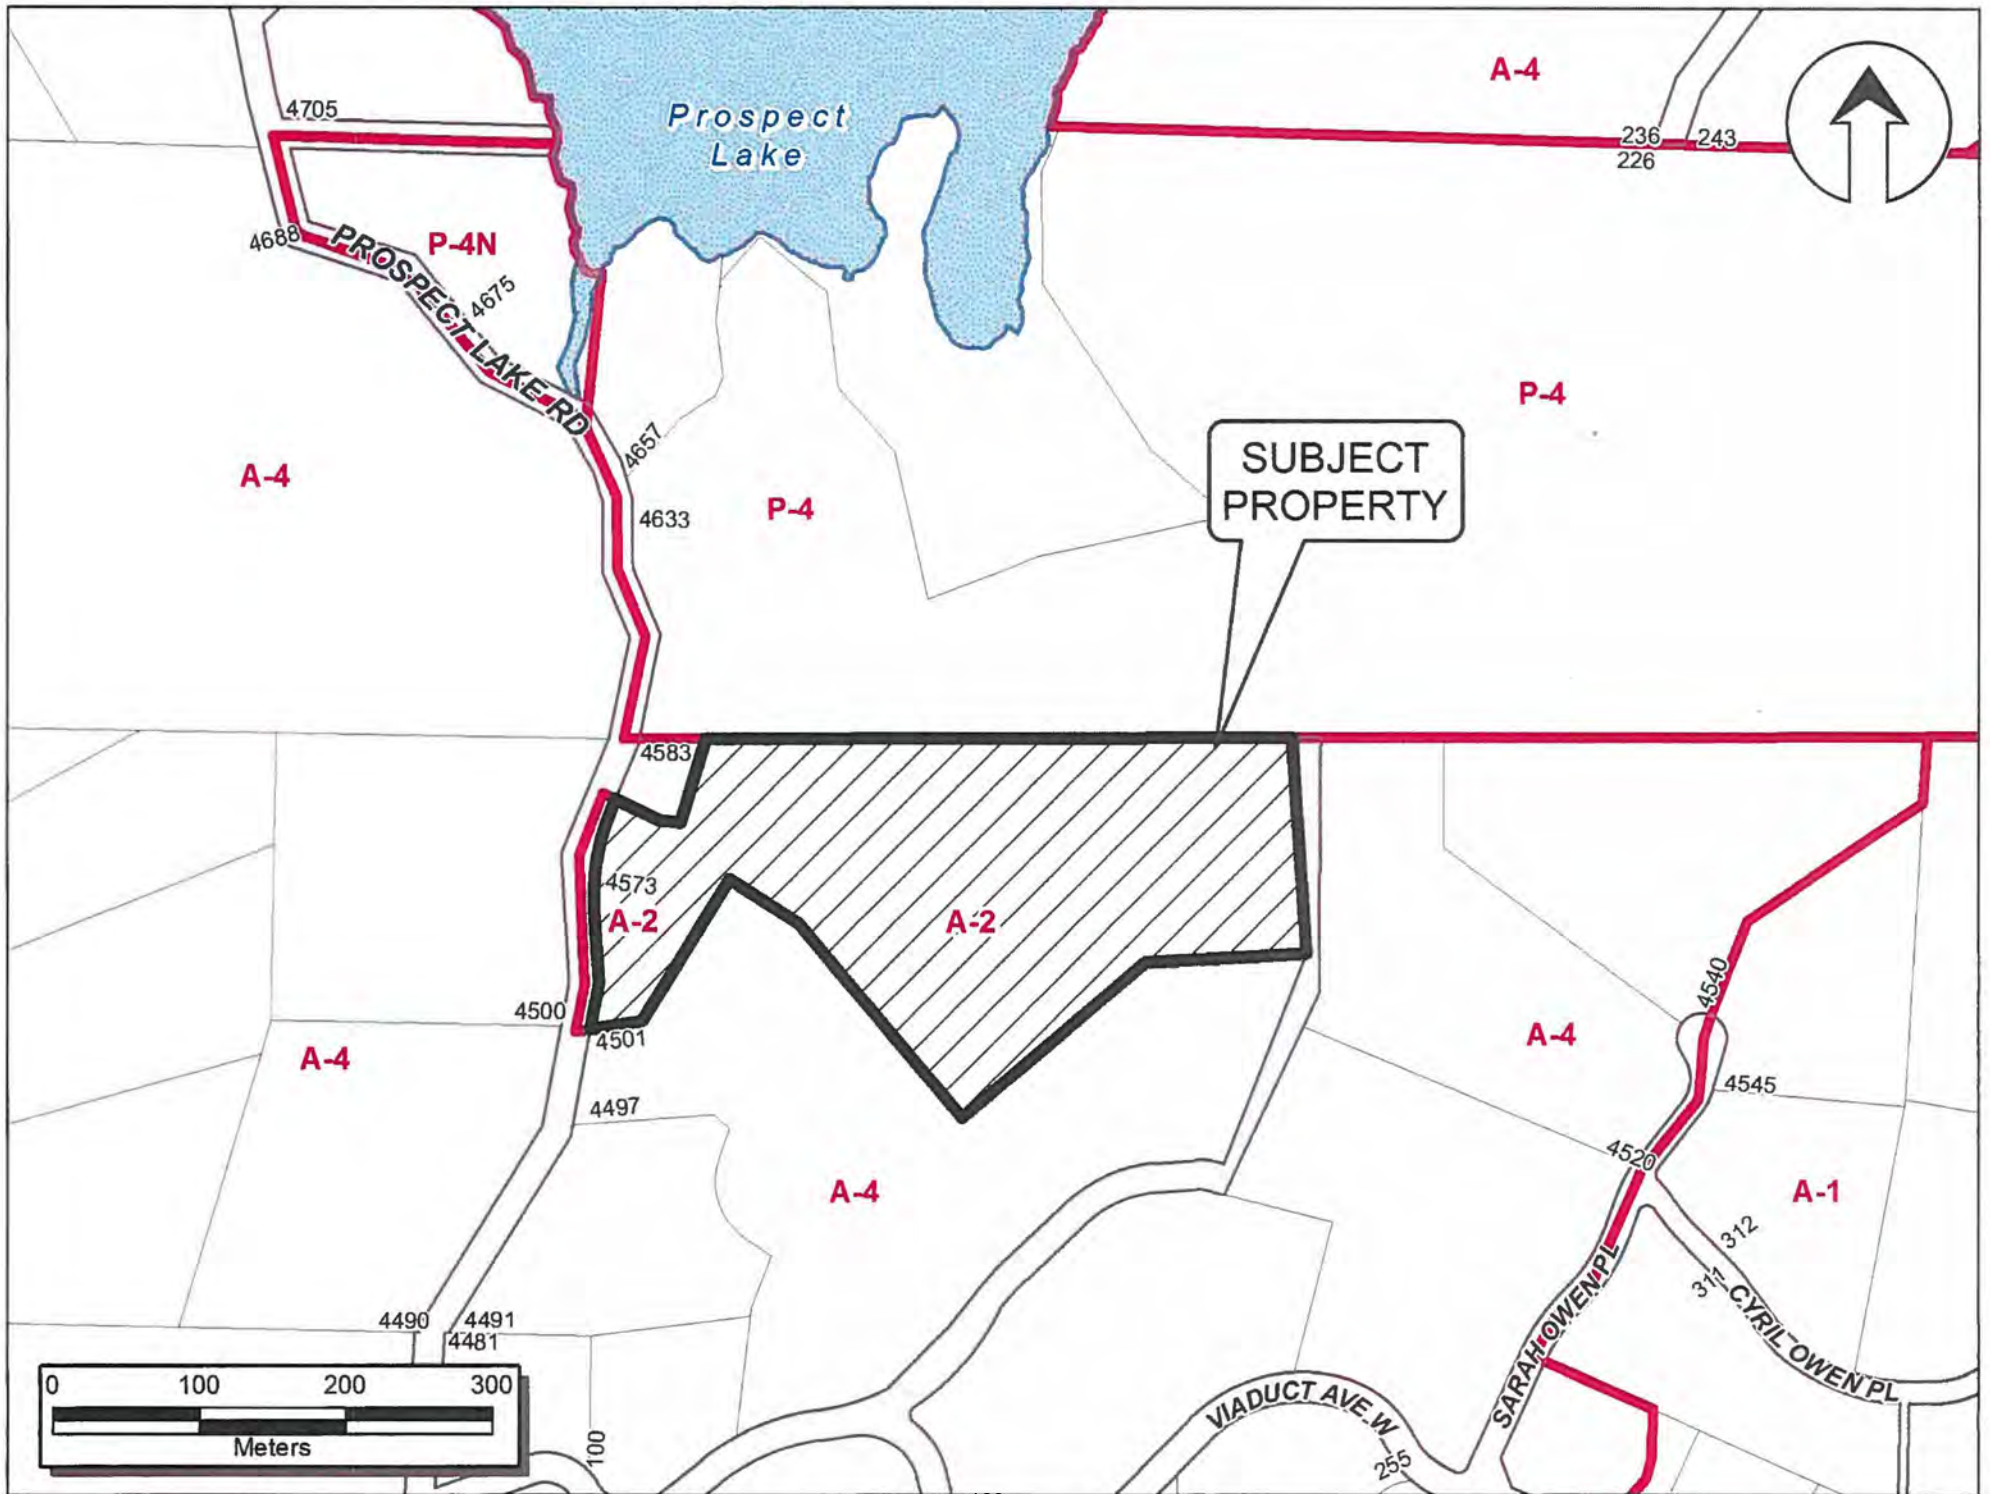 A-4
4705
Prospect
Lake
236
243
226
4688
PROSPECT LAKE RD
P-4N
4675
P-4
4657
A-4
SUBJECT
PROPERTY
P-4
4633
4583
4573
A-2
A-2
4540
4500
4501
A-4
A-4
4545
4497
4520
A-4
A-1
312
311
CYRIL OWEN PL
SARAH OWEN PL
4490
4491
4481
0 100 200 300
Meters
100
VIADUCT AVE W
255